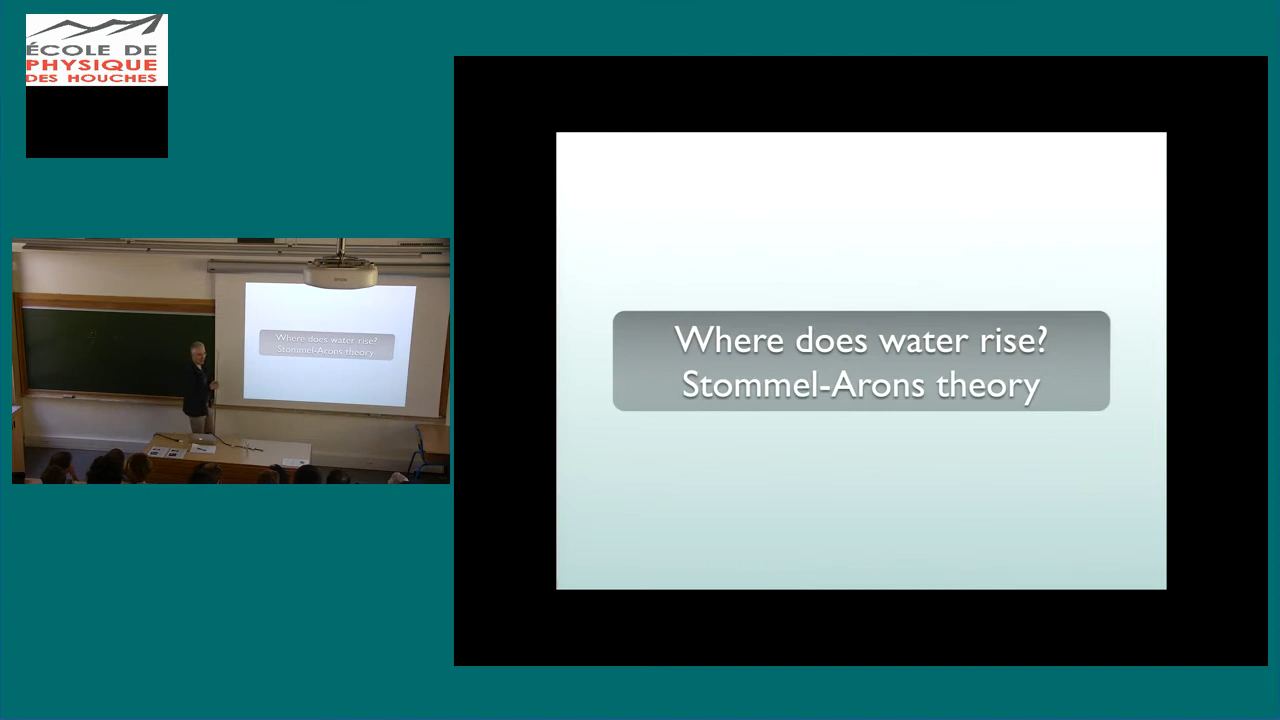 ÉCOLE DE
PHYSIQUE
DES HOUCHES
Where does water rise?
Stommel-Arons theory
Where does water rise?
Stommel-Arons theory
EPSON